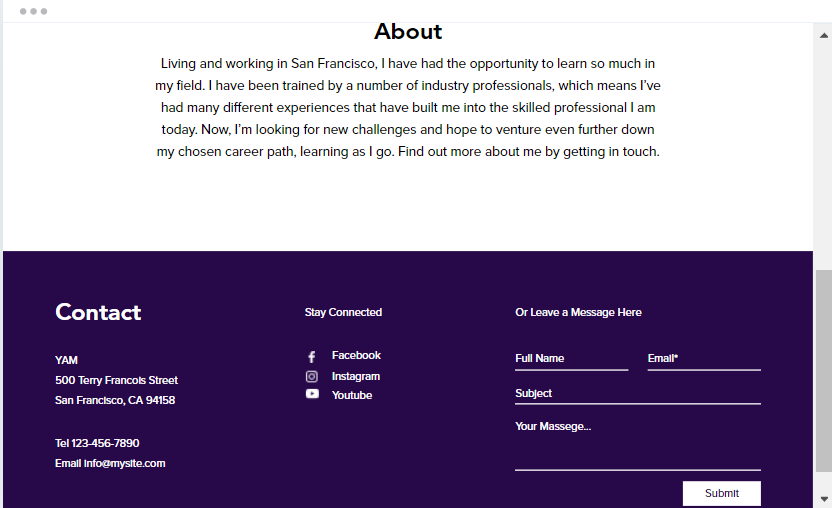 About
Living and working in San Francisco, I have had the opportunity to learn so much in
my field. I have been trained by a number of industry professionals, which means I've
had many different experiences that have built me into the skilled professional I am
today. Now, I'm looking for new challenges and hope to venture even further down
my chosen career path, learning as I go. Find out more about me by getting in touch.
Contact
YAM
500 Terry Francois Street
San Francisco, CA 94158
Tel 123-456-7890
Email info@mysite.com
Stay Connected
Facebook
Instagram
Youtube
Or Leave a Message Here
Full Name
Email*
Subject
Your Massege...
Submit